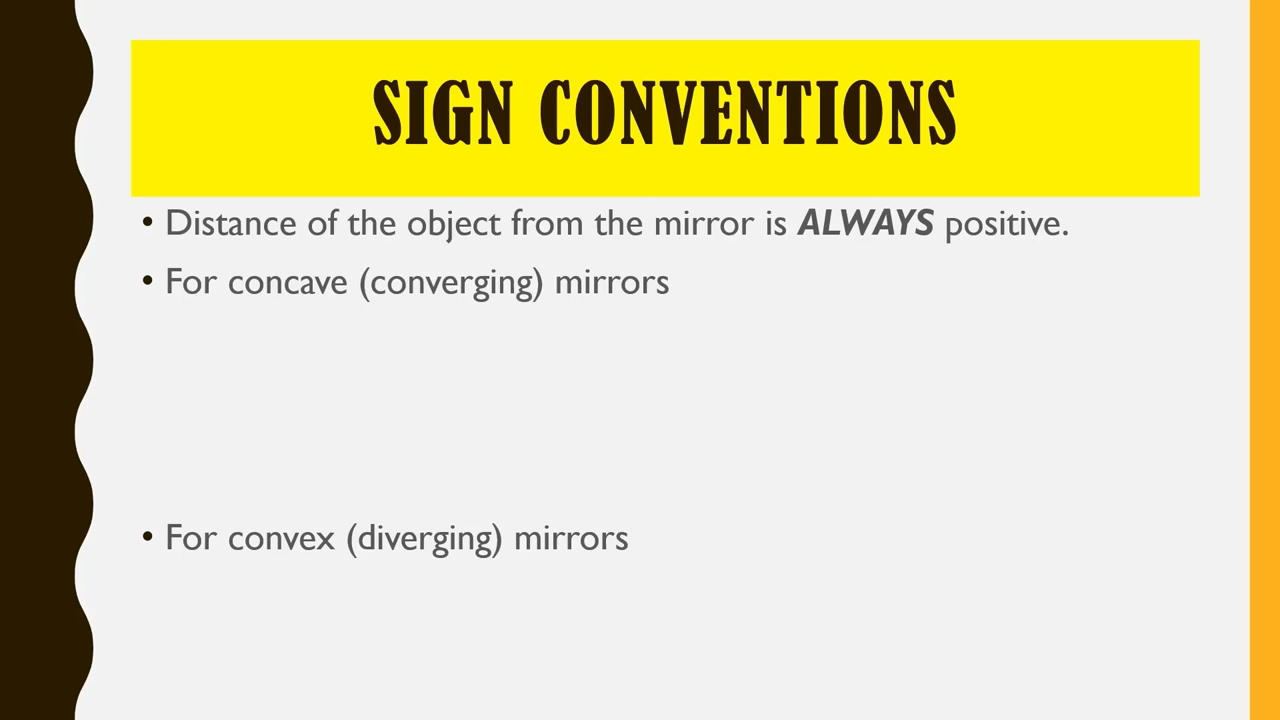 SIGN CONVENTIONS
• Distance of the object from the mirror is ALWAYS positive.
• For concave (converging) mirrors
• For convex (diverging) mirrors